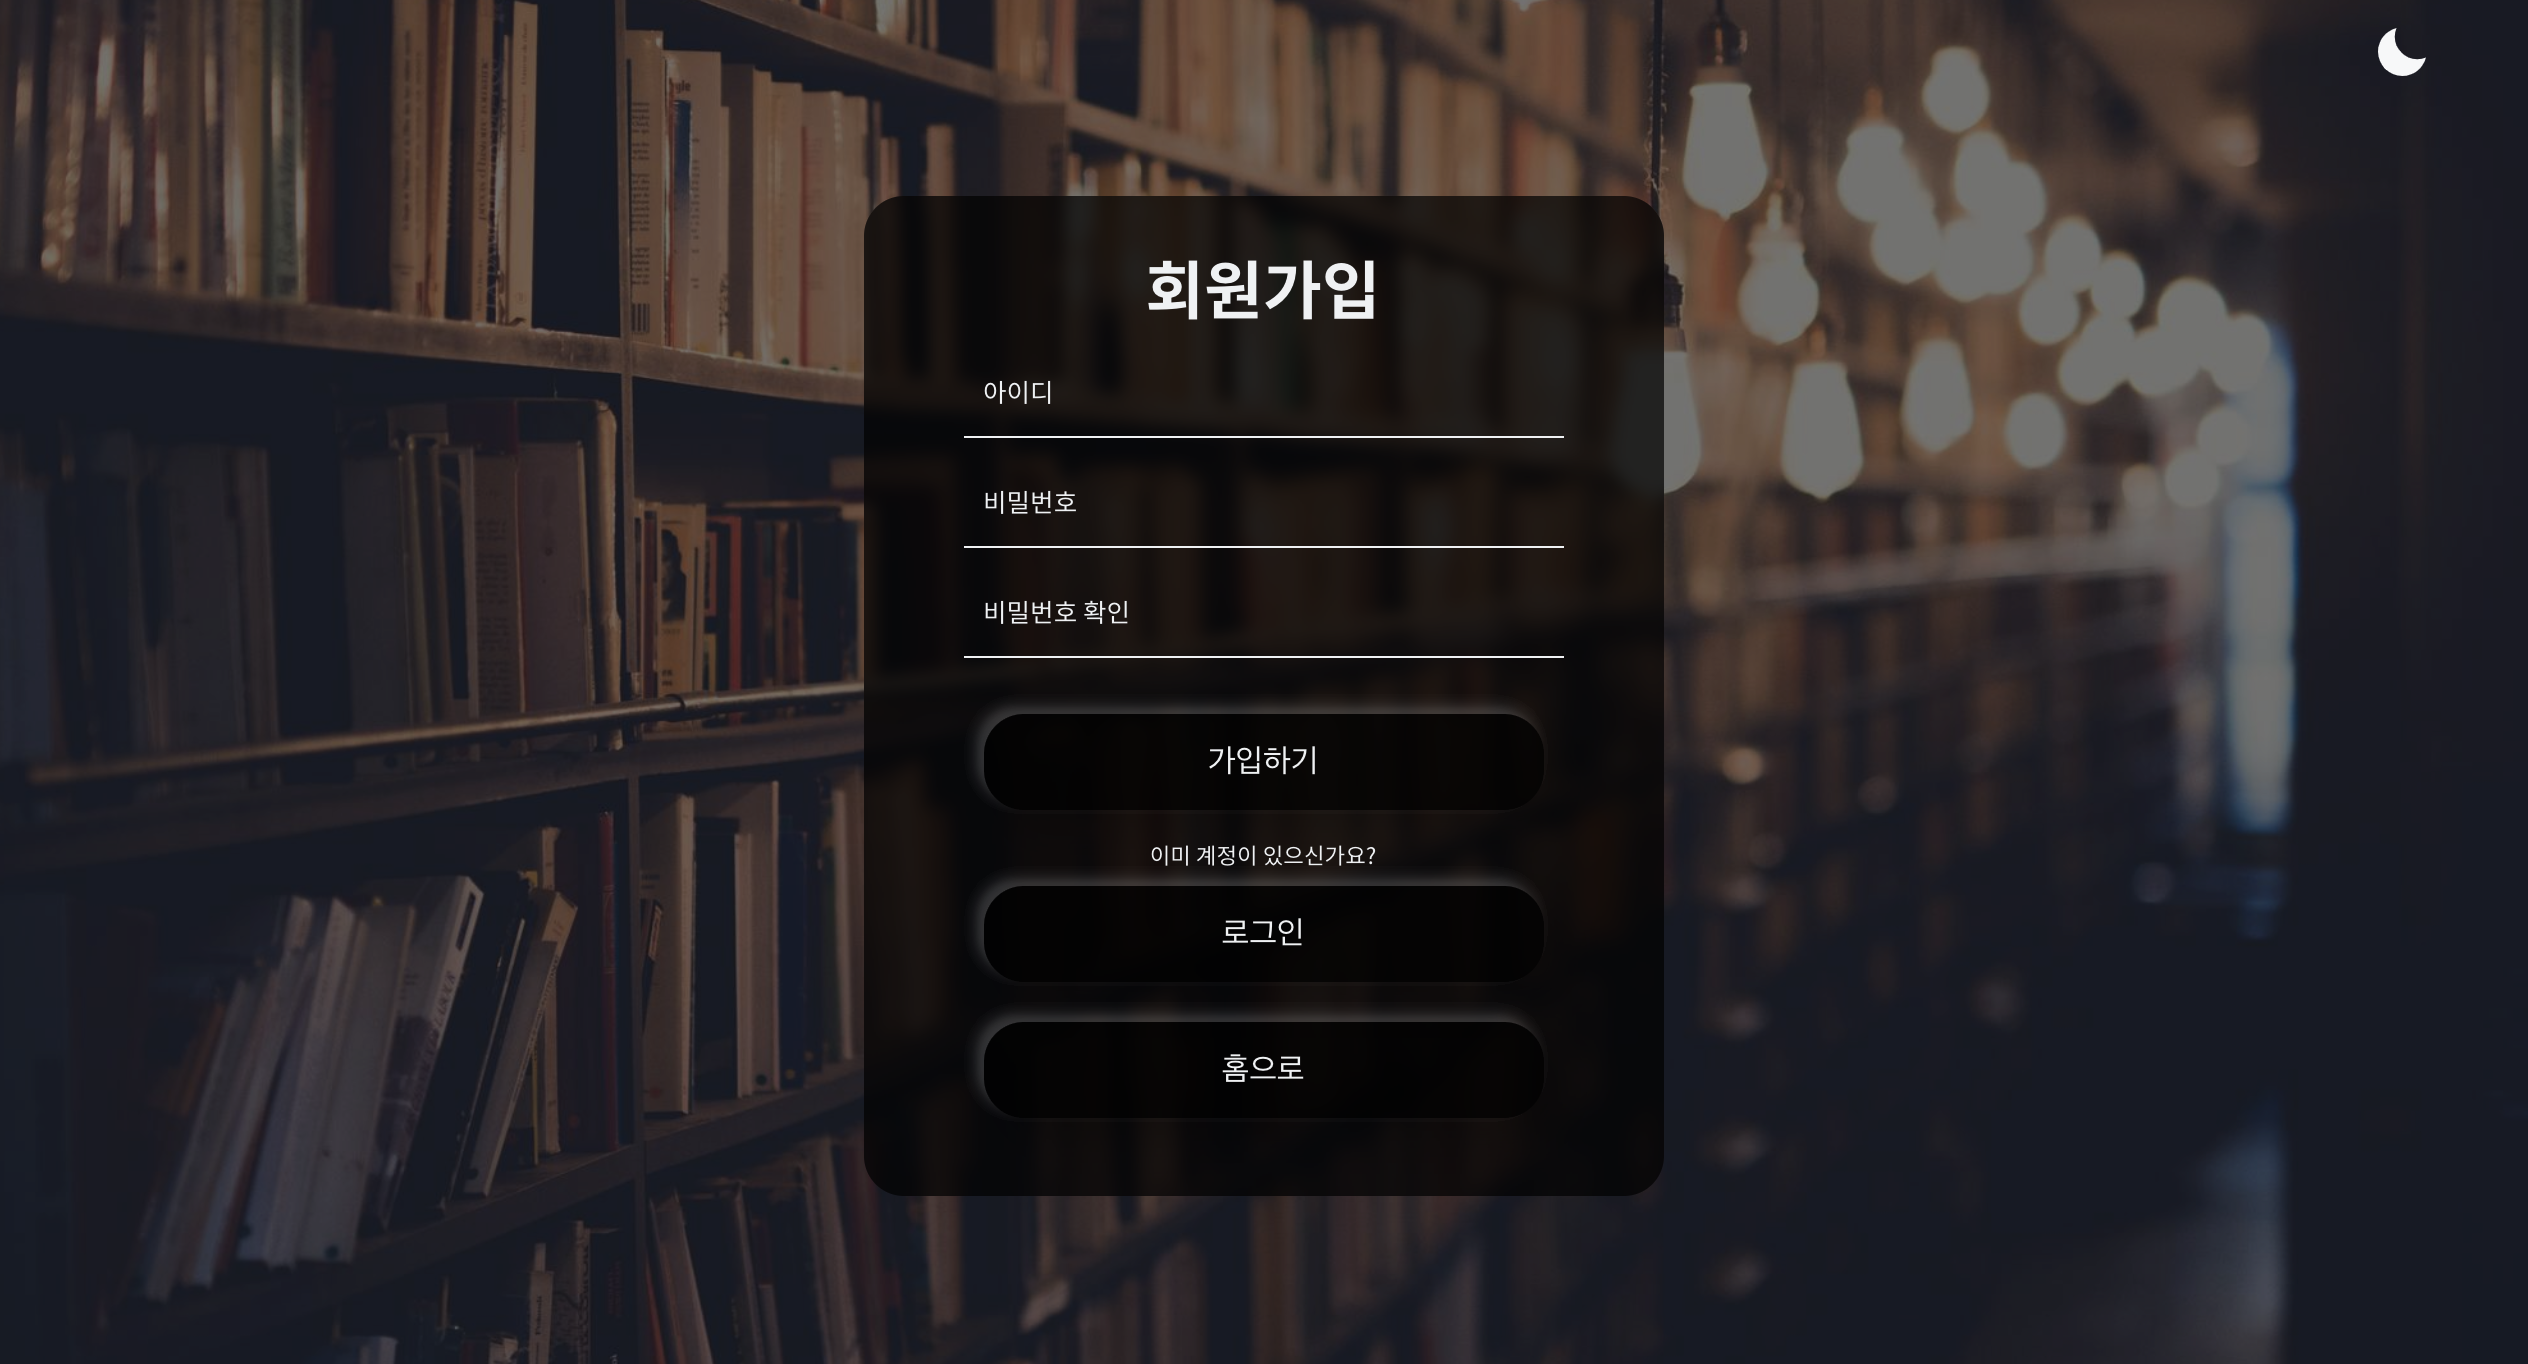 회원가입
아이디
비밀번호
비밀번호 확인
가입하기
이미 계정이 있으신가요?
로그인
홈으로